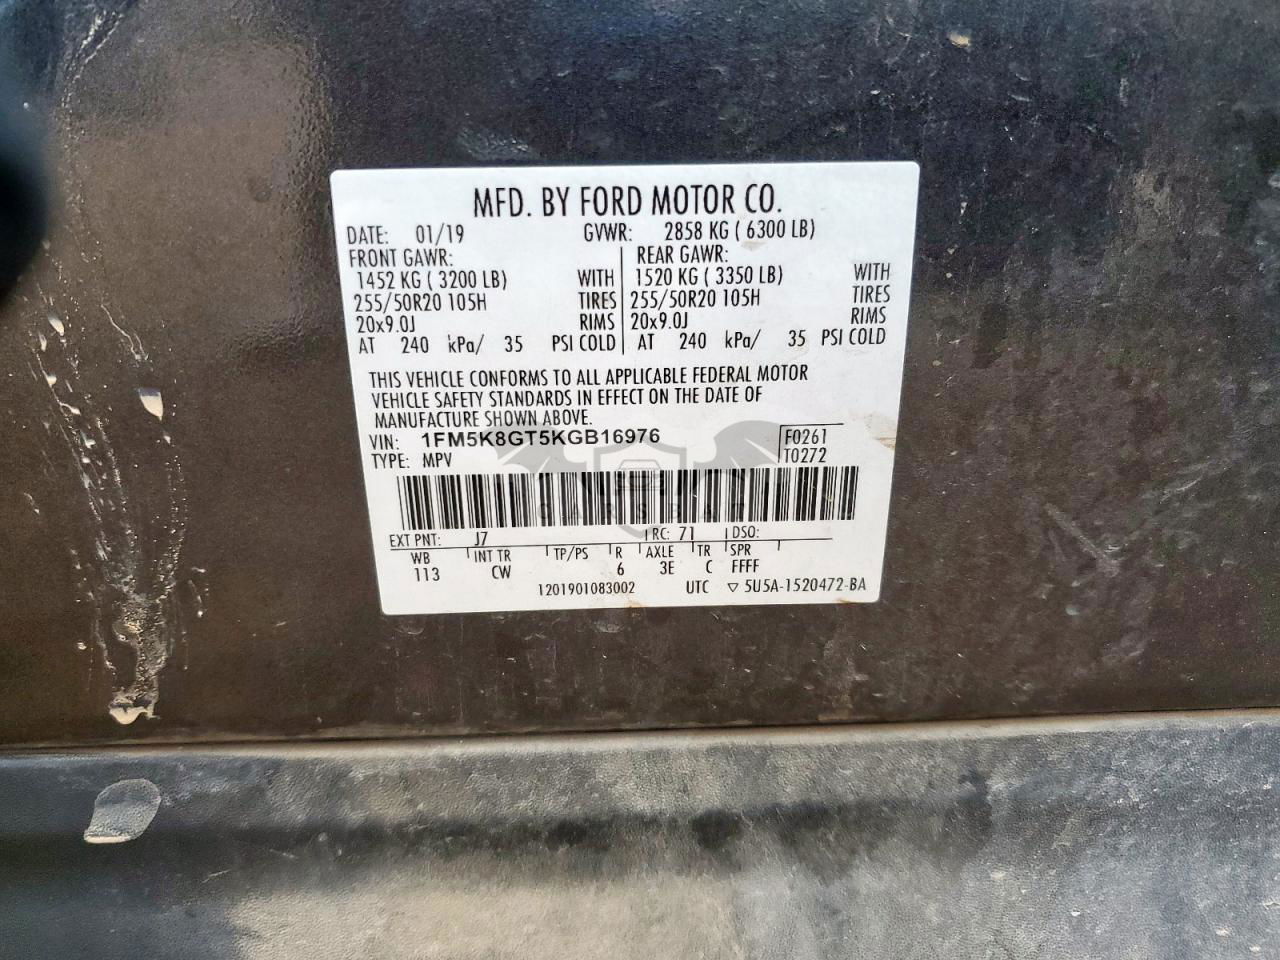 MFD. BY FORD MOTOR CO.
DATE: 01/19 GVWR: 2858 KG ( 6300 LB)
FRONT GAWR: REAR GAWR:
1452 KG ( 3200 LB) WITH 1520 KG ( 3350 LB) WITH
255/50R20 105H TIRES 255/50R20 105H TIRES
20x9.0J RIMS 20x9.0J RIMS
AT 240 kPa/ 35 PSI COLD AT 240 kPa/ 35 PSI COLD
THIS VEHICLE CONFORMS TO ALL APPLICABLE FEDERAL MOTOR
VEHICLE SAFETY STANDARDS IN EFFECT ON THE DATE OF
MANUFACTURE SHOWN ABOVE.
VIN: 1FM5K8GT5KGB16976 F0261
TYPE: MPV T0272
CARSBAT
EXT PNT: J7 RC: 71 DSO:
WB INT TR TP/PS R AXLE TR SPR
113 CW 6 3E C FFFF
1201901083002 UTC ▽ 5U5A-1520472-BA